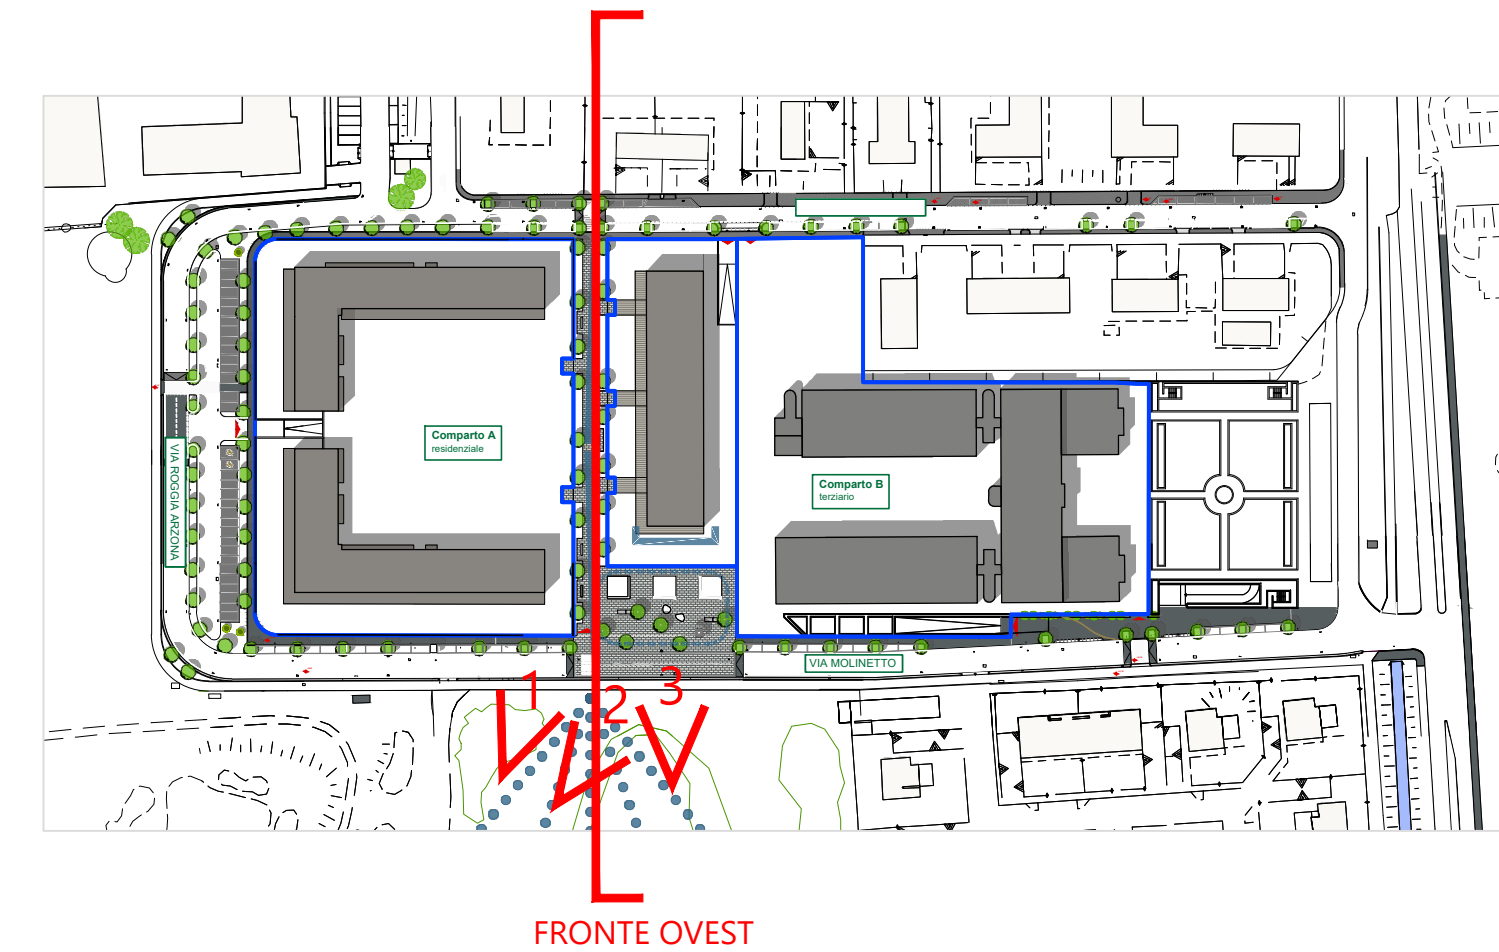 Comparto A
residenziale
VIA ROGGIA ARZONA
Comparto B
terziario
VIA MOLINETTO
1
2
3
FRONTE OVEST